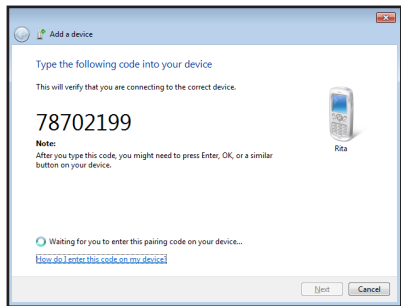 Add a device
Type the following code into your device
This will verify that you are connecting to the correct device.
78702199
Note:
After you type this code, you might need to press Enter, OK, or a similar
button on your device.
Rita
Waiting for you to enter this pairing code on your device...
How do I enter this code on my device?
Next
Cancel